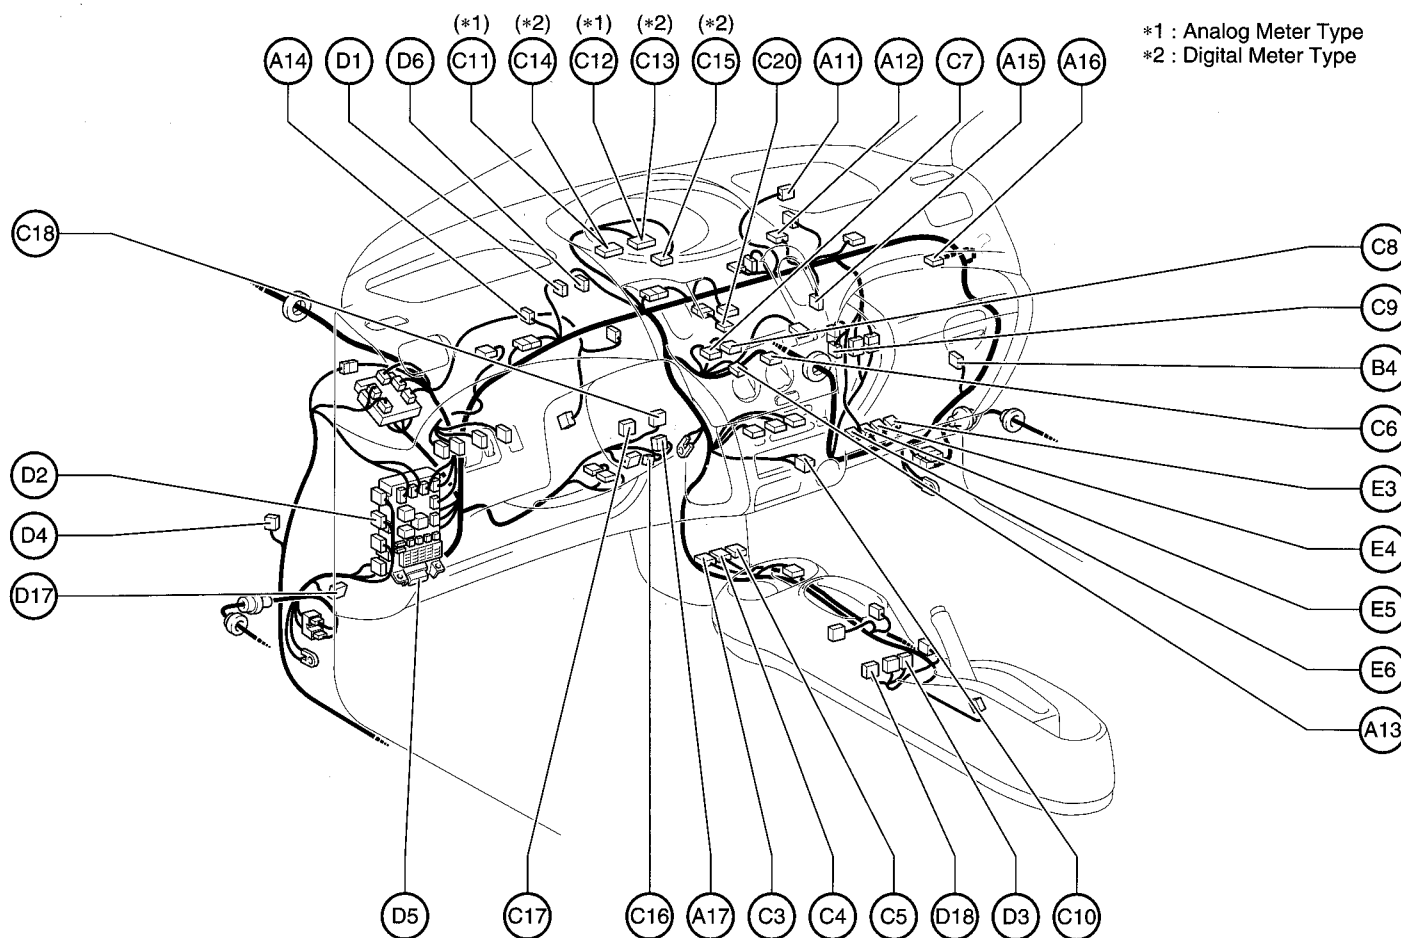 (*1) (*2) (*1) (*2) (*2)
*1 : Analog Meter Type
*2 : Digital Meter Type
A14 D1 D6 C11 C14 C12 C13 C15 C20 A11 A12 C7 A15 A16
C18
C8
C9
B4
C6
D2
E3
D4
E4
D17
E5
E6
A13
D5 C17 C16 A17 C3 C4 C5 D18 D3 C10